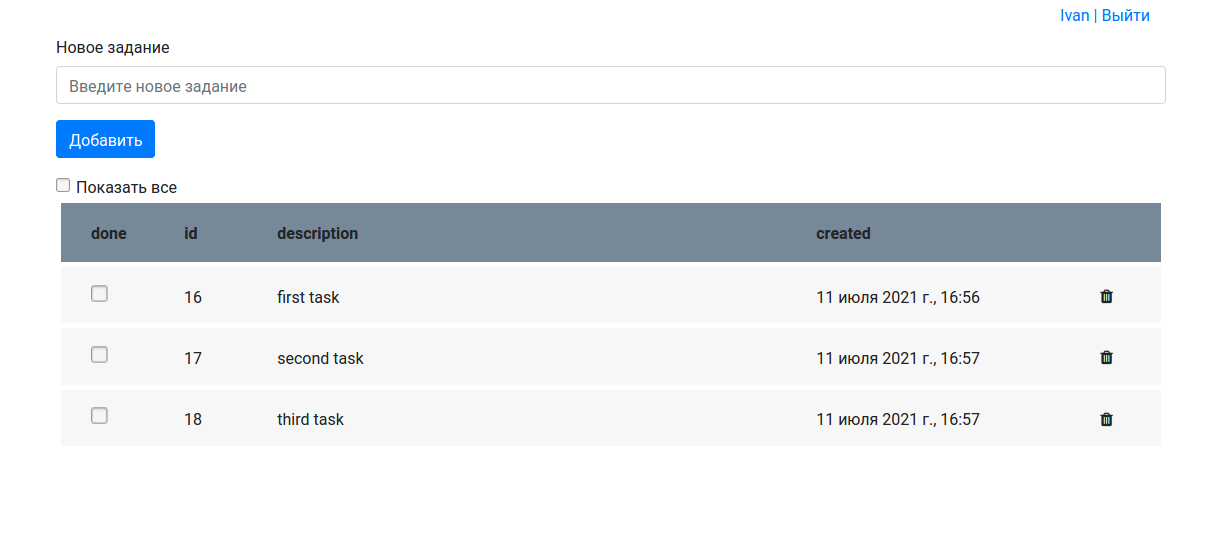 Ivan | Выйти
Новое задание
Введите новое задание
Добавить
Показать все
done id description created
16 first task 11 июля 2021 г., 16:56
17 second task 11 июля 2021 г., 16:57
18 third task 11 июля 2021 г., 16:57